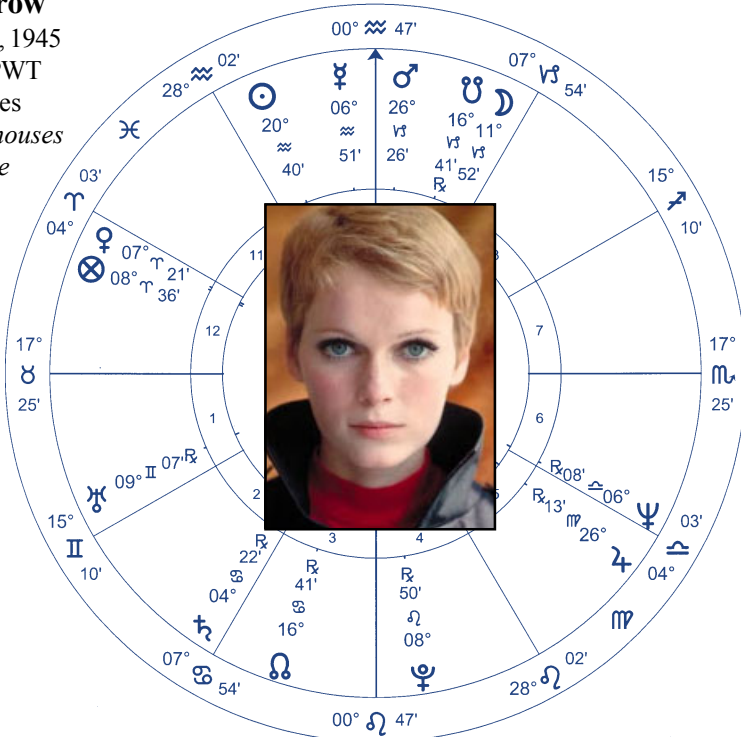 row
, 1945
PWT
es
houses
e
00° ♒ 47'
07° ♑ 54'
28° ♒ 02'
☉ 20° ♒ 40'
☿ 06° ♒ 51'
♂ 26° ♑ 26'
☋ 16° ♑ 41' ℞
☽ 11° ♑ 52'
♓
03' ♈ 04°
15° ♐ 10'
♀ 07° ♈ 21'
⊗ 08° ♈ 36'
11
12
7
17° ♉ 25'
17° ♏ 25'
1
6
2
3
4
♅ 09° ♊ 07' ℞
℞ 08' ♎ 06° ♆
℞ 13' ♍ 26° ♃
15° ♊ 10'
03' ♎ 04°
℞ 22' ♋ 04° ♄
℞ 41' ♋ 16° ☊
℞ 50' ♌ 08° ♇
♍
07° ♋ 54'
28° ♌ 02'
00° ♌ 47'